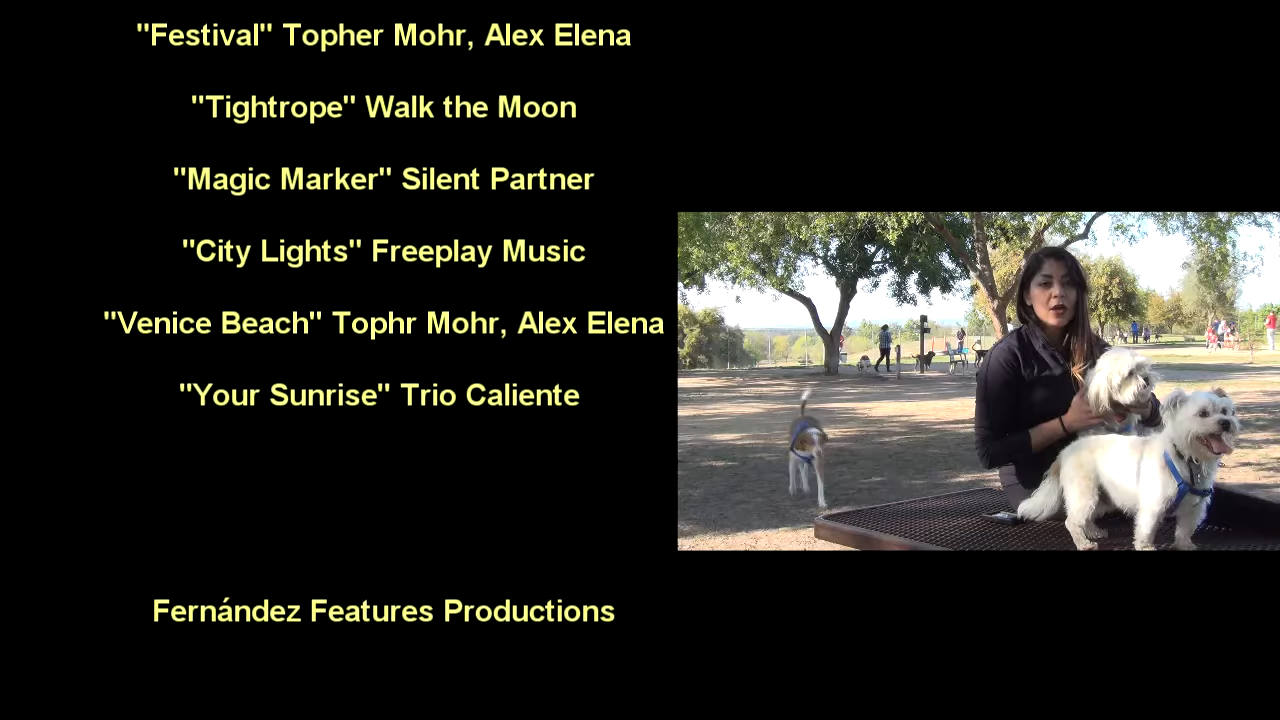 "Festival" Topher Mohr, Alex Elena
"Tightrope" Walk the Moon
"Magic Marker" Silent Partner
"City Lights" Freeplay Music
"Venice Beach" Tophr Mohr, Alex Elena
"Your Sunrise" Trio Caliente
Fernández Features Productions